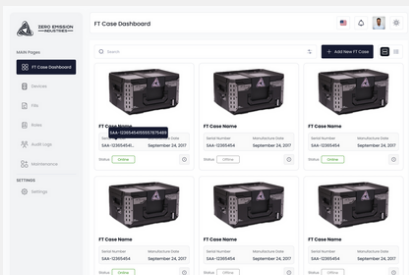 ZERO EMISSION
INDUSTRIES
FT Case Dashboard
MAIN Pages
Search
+ Add New FT Case
FT Case Dashboard
Devices
Roles
Audit Logs
Maintenance
SETTINGS
Settings
FT Case Name
FT Case Name
FT Case Name
Serial Number
Manufacture Date
Serial Number
Manufacture Date
September 24, 2017
SAA-12365454
September 24, 2017
SAA-12365454
September 24, 2017
Status
Online
Status
Offline
Status
Online
FT Case Name
FT Case Name
FT Case Name
Serial Number
Manufacture Date
Serial Number
Manufacture Date
Serial Number
Manufacture Date
SAA-12365454
September 24, 2017
SAA-12365454
September 24, 2017
SAA-12365454
September 24, 2017
Status
Online
Status
Offline
Status
Online